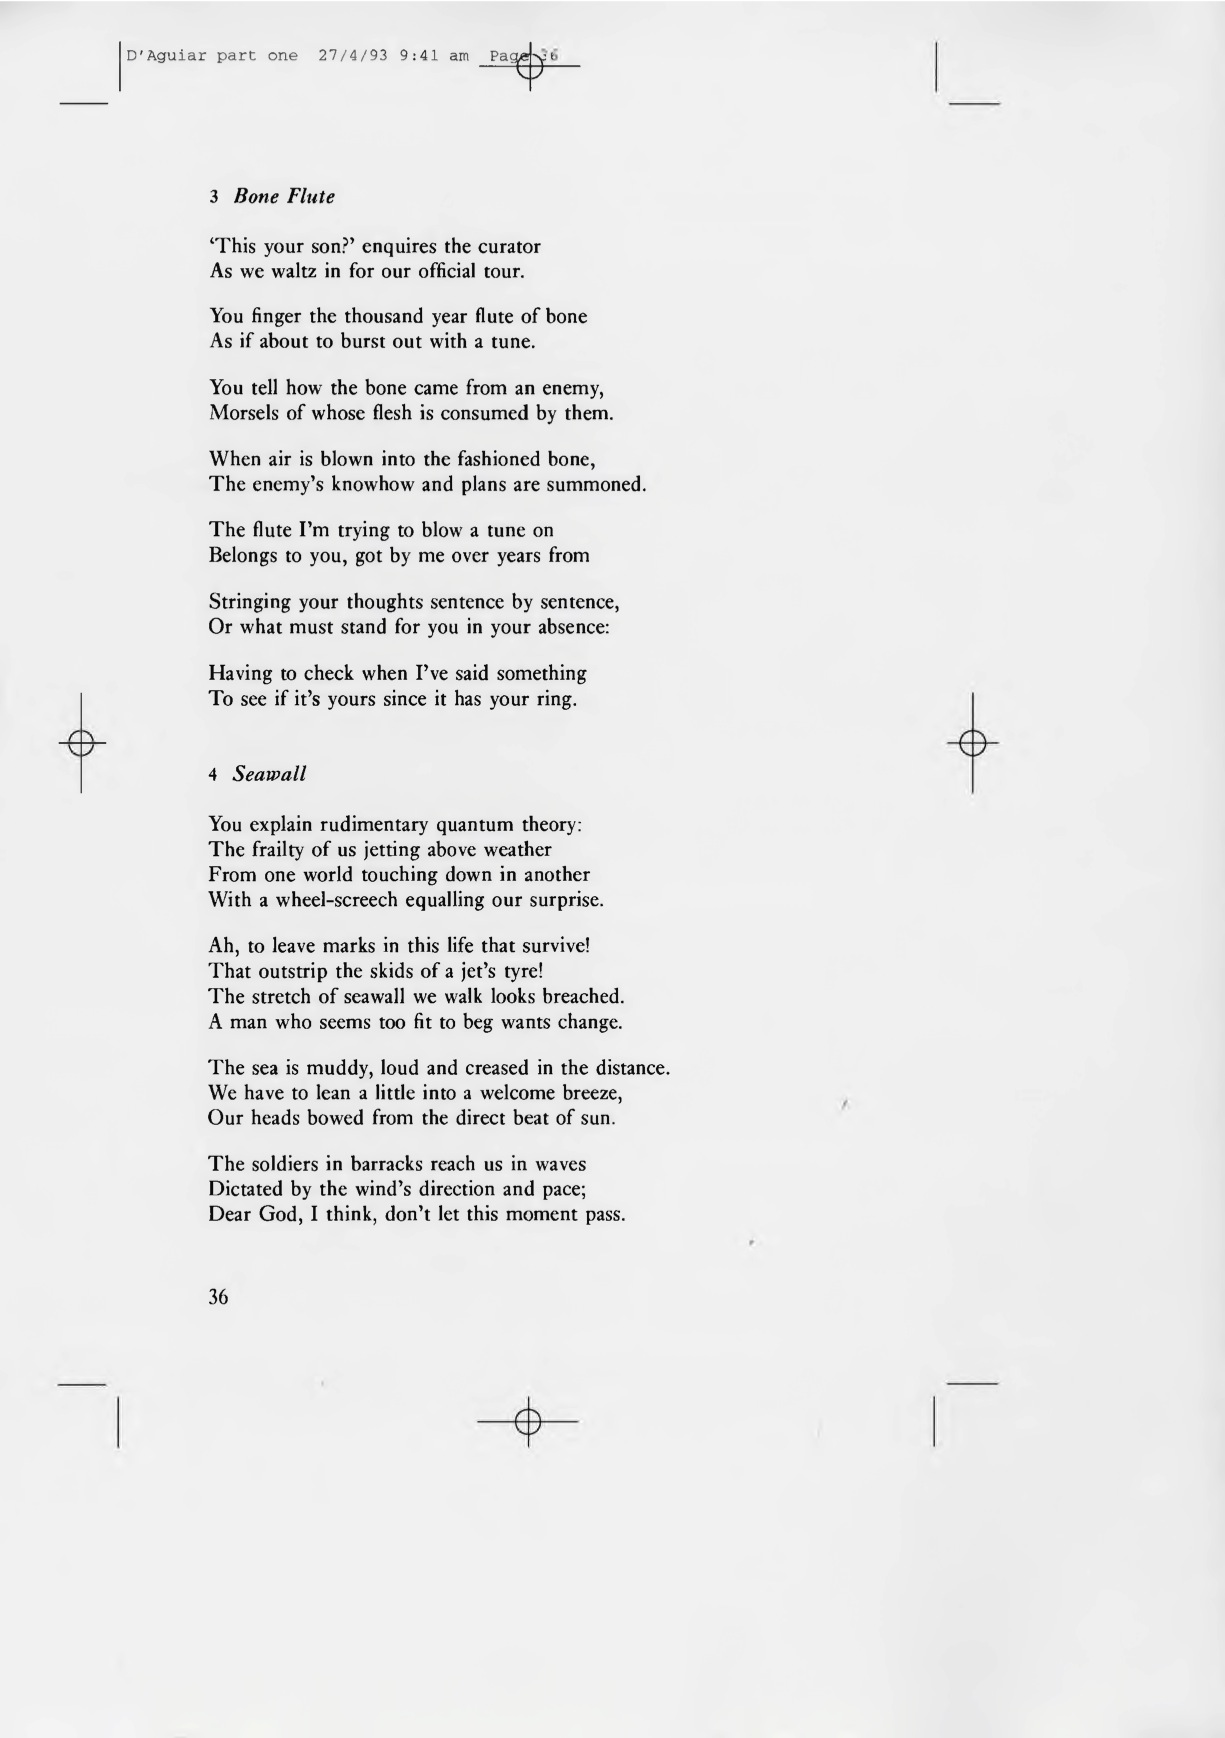 D'Aguiar part one 27/4/93 9:41 am Page 36
3 Bone Flute
‘This your son?’ enquires the curator
As we waltz in for our official tour.
You finger the thousand year flute of bone
As if about to burst out with a tune.
You tell how the bone came from an enemy,
Morsels of whose flesh is consumed by them.
When air is blown into the fashioned bone,
The enemy’s knowhow and plans are summoned.
The flute I’m trying to blow a tune on
Belongs to you, got by me over years from
Stringing your thoughts sentence by sentence,
Or what must stand for you in your absence:
Having to check when I’ve said something
To see if it’s yours since it has your ring.
4 Seawall
You explain rudimentary quantum theory:
The frailty of us jetting above weather
From one world touching down in another
With a wheel-screech equalling our surprise.
Ah, to leave marks in this life that survive!
That outstrip the skids of a jet’s tyre!
The stretch of seawall we walk looks breached.
A man who seems too fit to beg wants change.
The sea is muddy, loud and creased in the distance.
We have to lean a little into a welcome breeze,
Our heads bowed from the direct beat of sun.
The soldiers in barracks reach us in waves
Dictated by the wind’s direction and pace;
Dear God, I think, don’t let this moment pass.
36